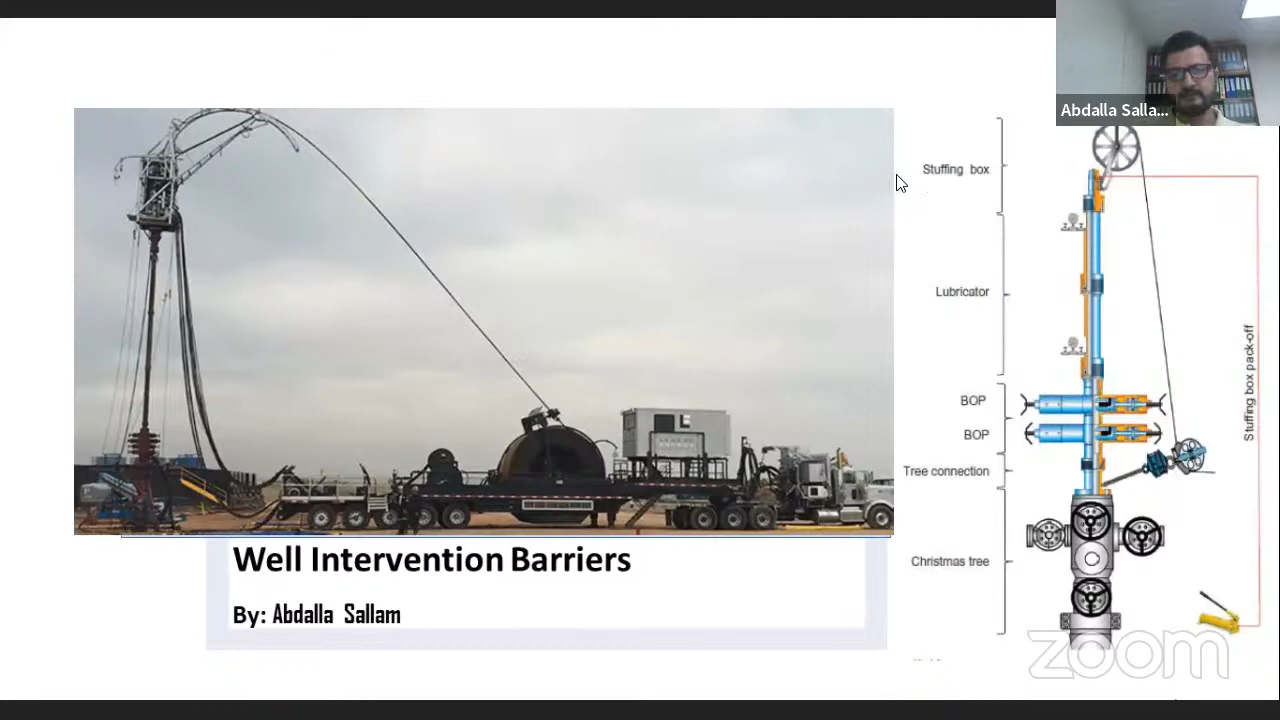 Abdalla Salla...
Stuffing box
Lubricator
BOP
BOP
Tree connection
Christmas tree
Stuffing box pack-off
Well Intervention Barriers
By: Abdalla Sallam
zoom